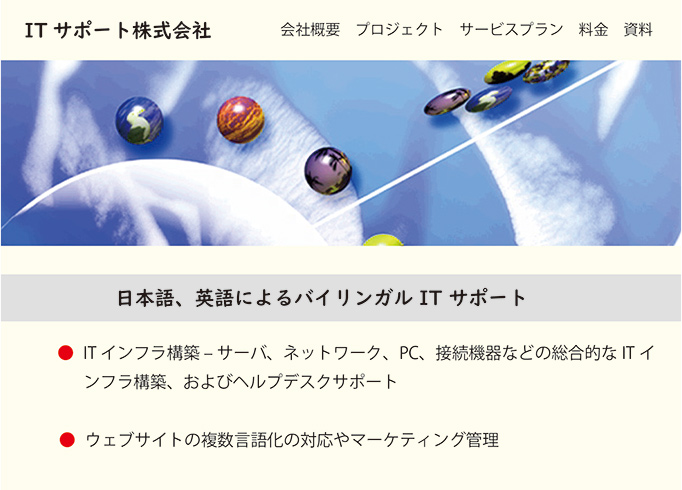 IT サポート株式会社
会社概要 プロジェクト サービスプラン 料金 資料
日本語、英語によるバイリンガル IT サポート
● IT インフラ構築 – サーバ、ネットワーク、PC、接続機器などの総合的な IT イ
ンフラ構築、およびヘルプデスクサポート
● ウェブサイトの複数言語化の対応やマーケティング管理